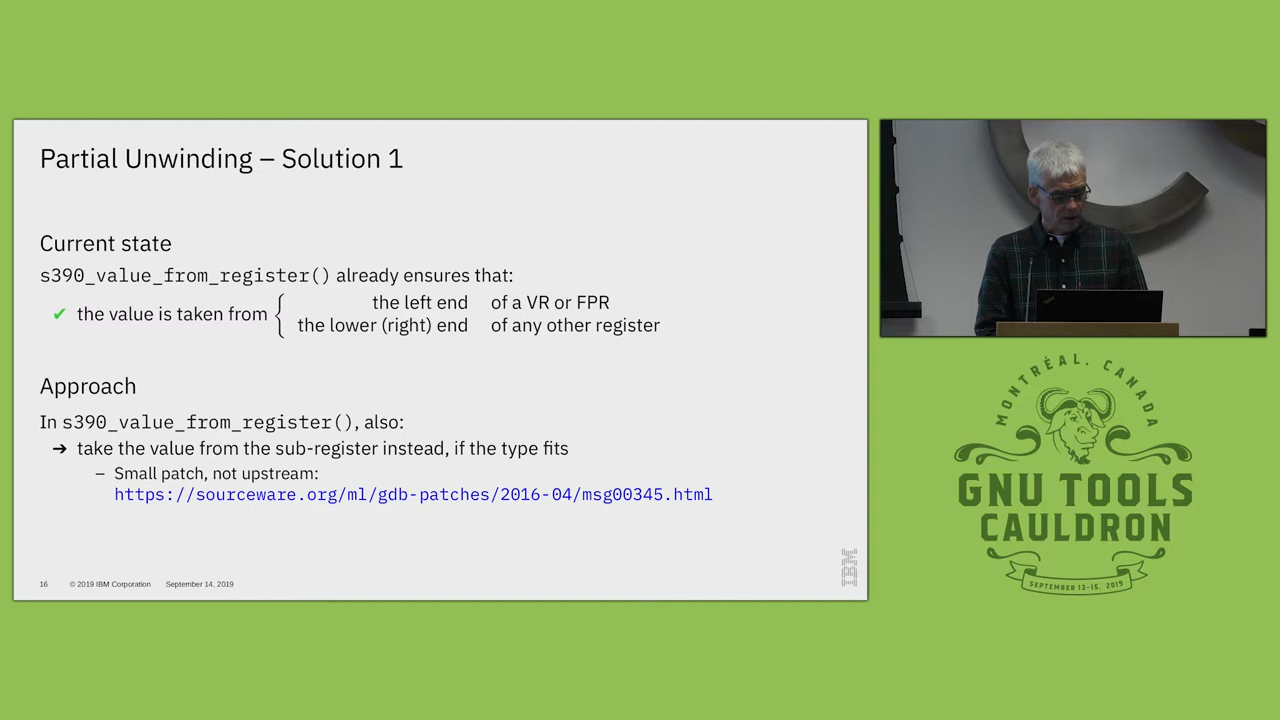 Partial Unwinding – Solution 1
Current state
s390_value_from_register() already ensures that:
✔ the value is taken from { the left end of a VR or FPR
the lower (right) end of any other register
Approach
In s390_value_from_register(), also:
➔ take the value from the sub-register instead, if the type fits
– Small patch, not upstream:
https://sourceware.org/ml/gdb-patches/2016-04/msg00345.html
16 © 2019 IBM Corporation September 14, 2019
IBM
MONTRÉAL, CANADA
GNU TOOLS
CAULDRON
SEPTEMBER 13-15, 2019